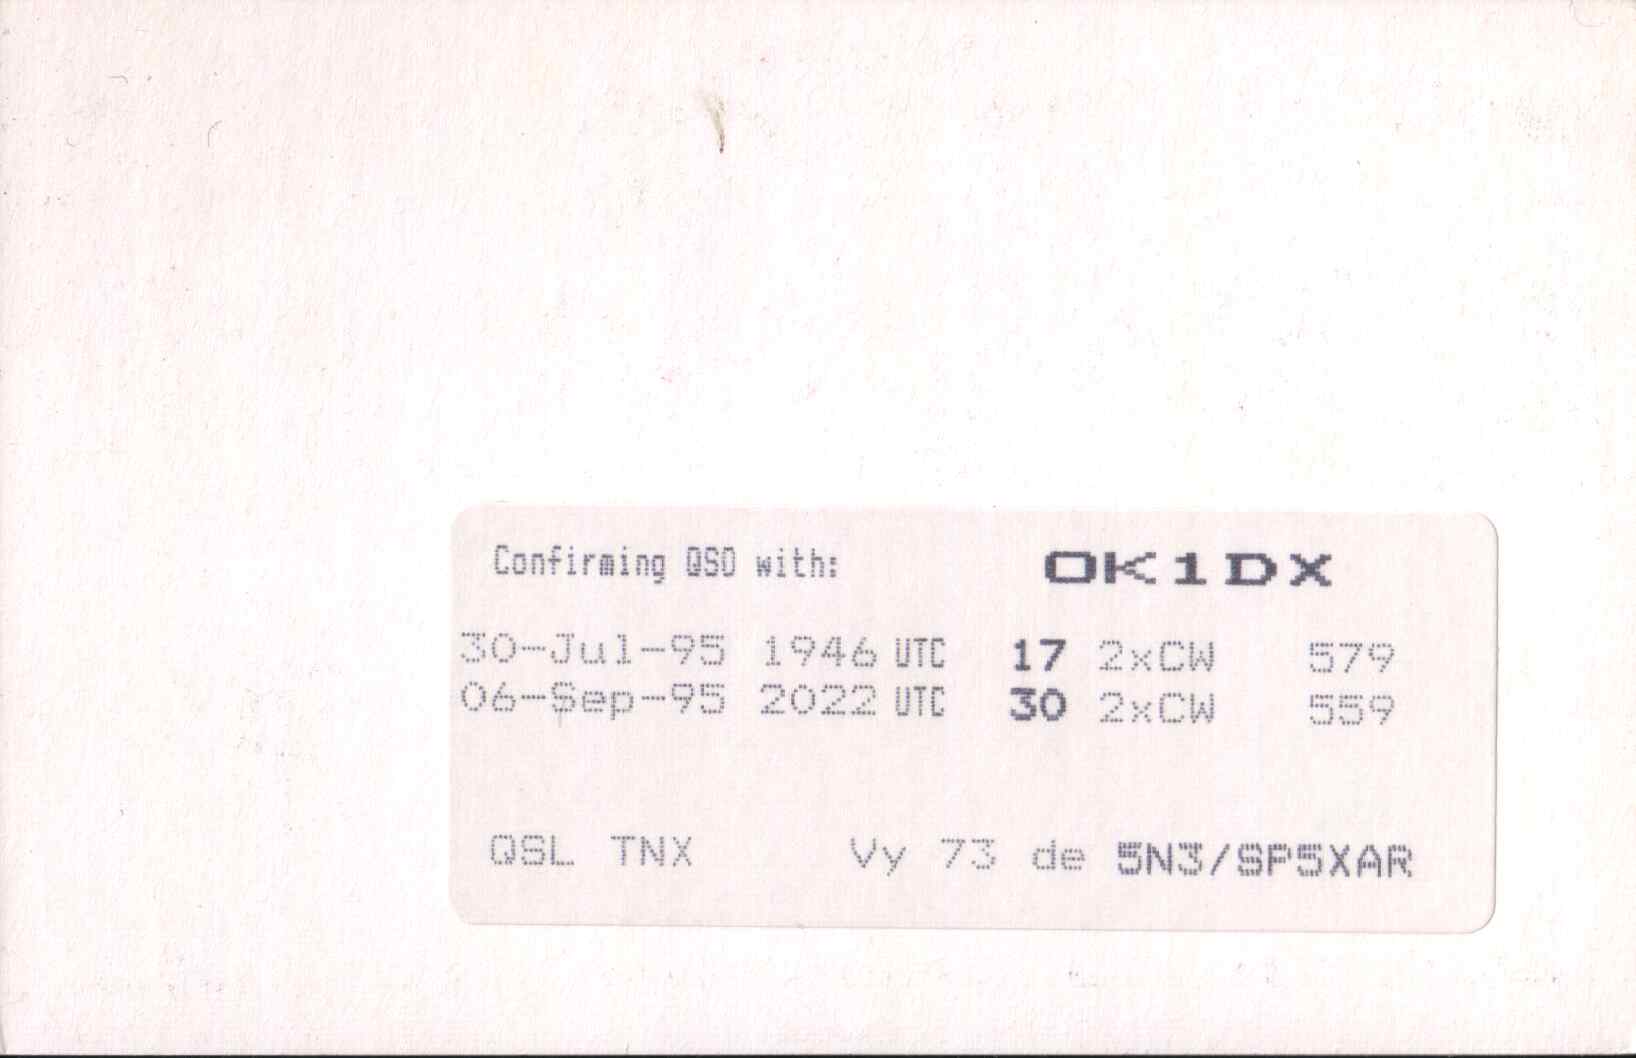 Confirming QSO with: OK1DX
30-Jul-95 1946 UTC 17 2xCW 579
06-Sep-95 2022 UTC 30 2xCW 559
QSL TNX Vy 73 de 5N3/SP5XAR